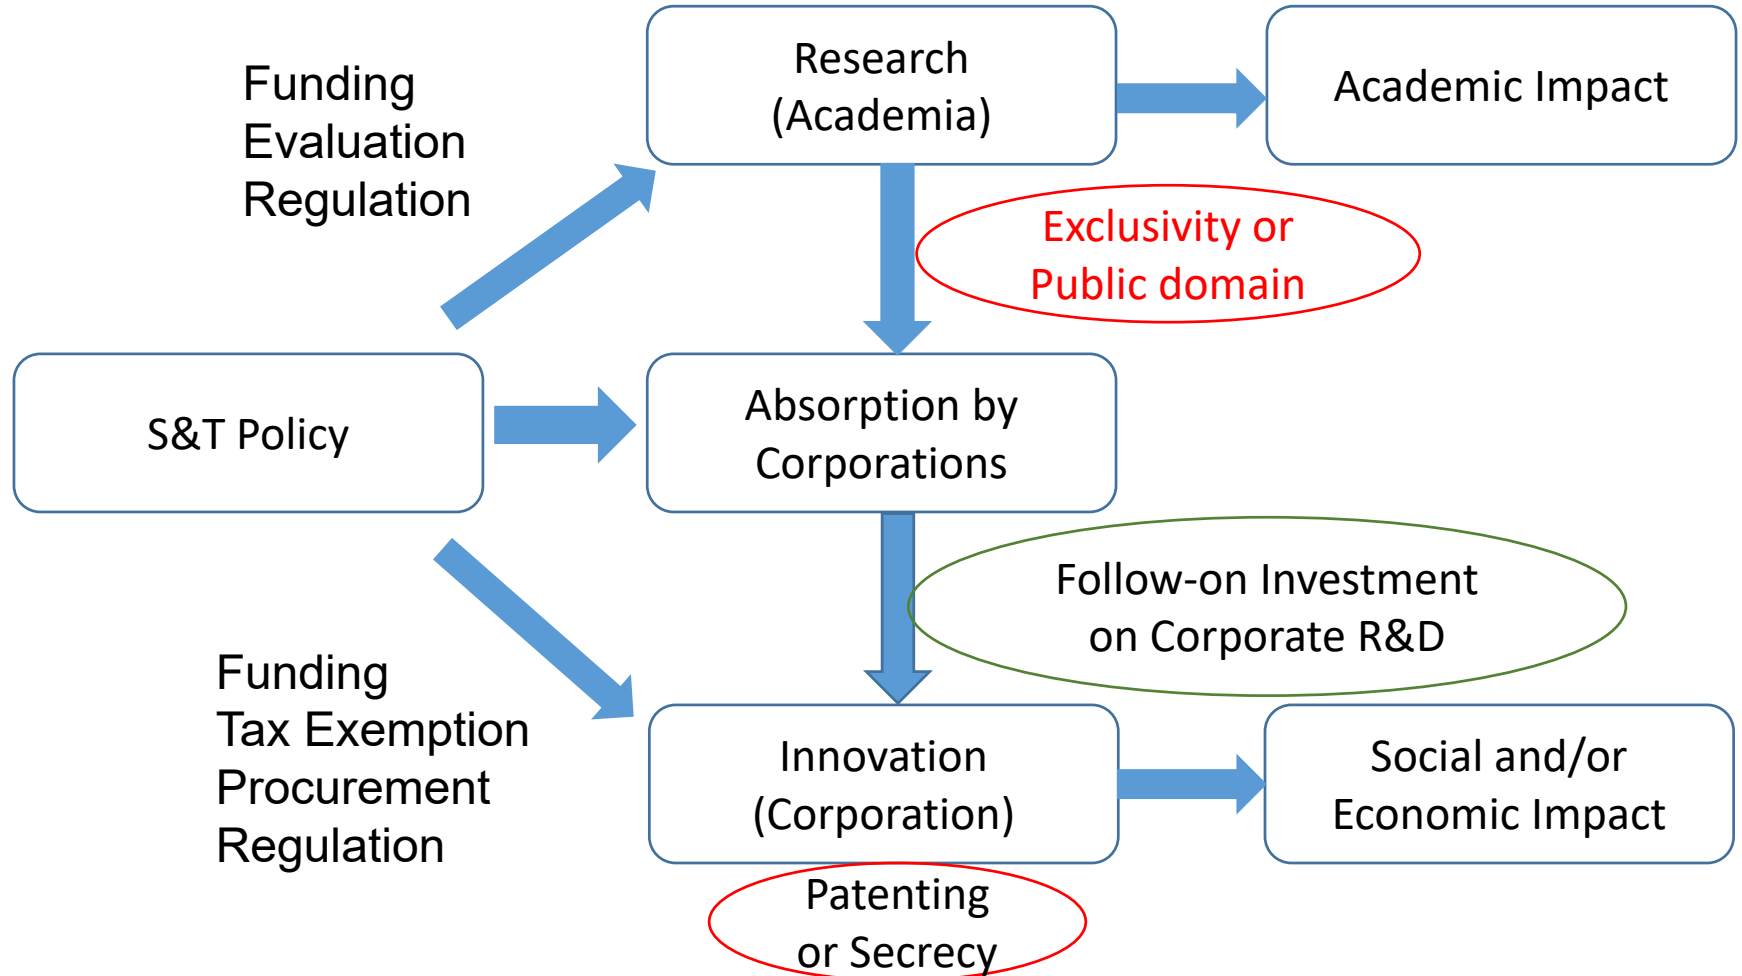 Funding
Evaluation
Regulation
Research
(Academia)
Academic Impact
Exclusivity or
Public domain
S&T Policy
Absorption by
Corporations
Follow-on Investment
on Corporate R&D
Funding
Tax Exemption
Procurement
Regulation
Innovation
(Corporation)
Social and/or
Economic Impact
Patenting
or Secrecy